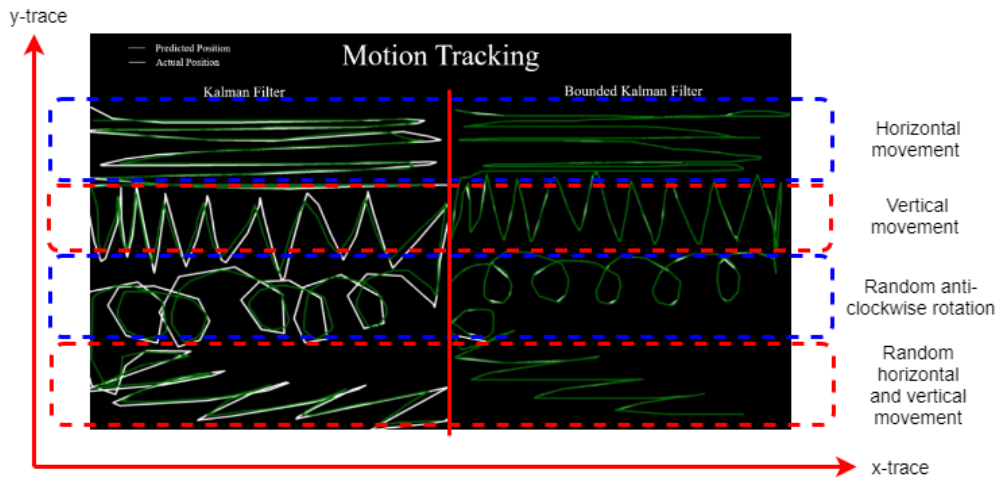 y-trace
Predicted Position
Actual Position
Motion Tracking
Kalman Filter
Bounded Kalman Filter
Horizontal
movement
Vertical
movement
Random anti-
clockwise rotation
Random
horizontal
and vertical
movement
x-trace